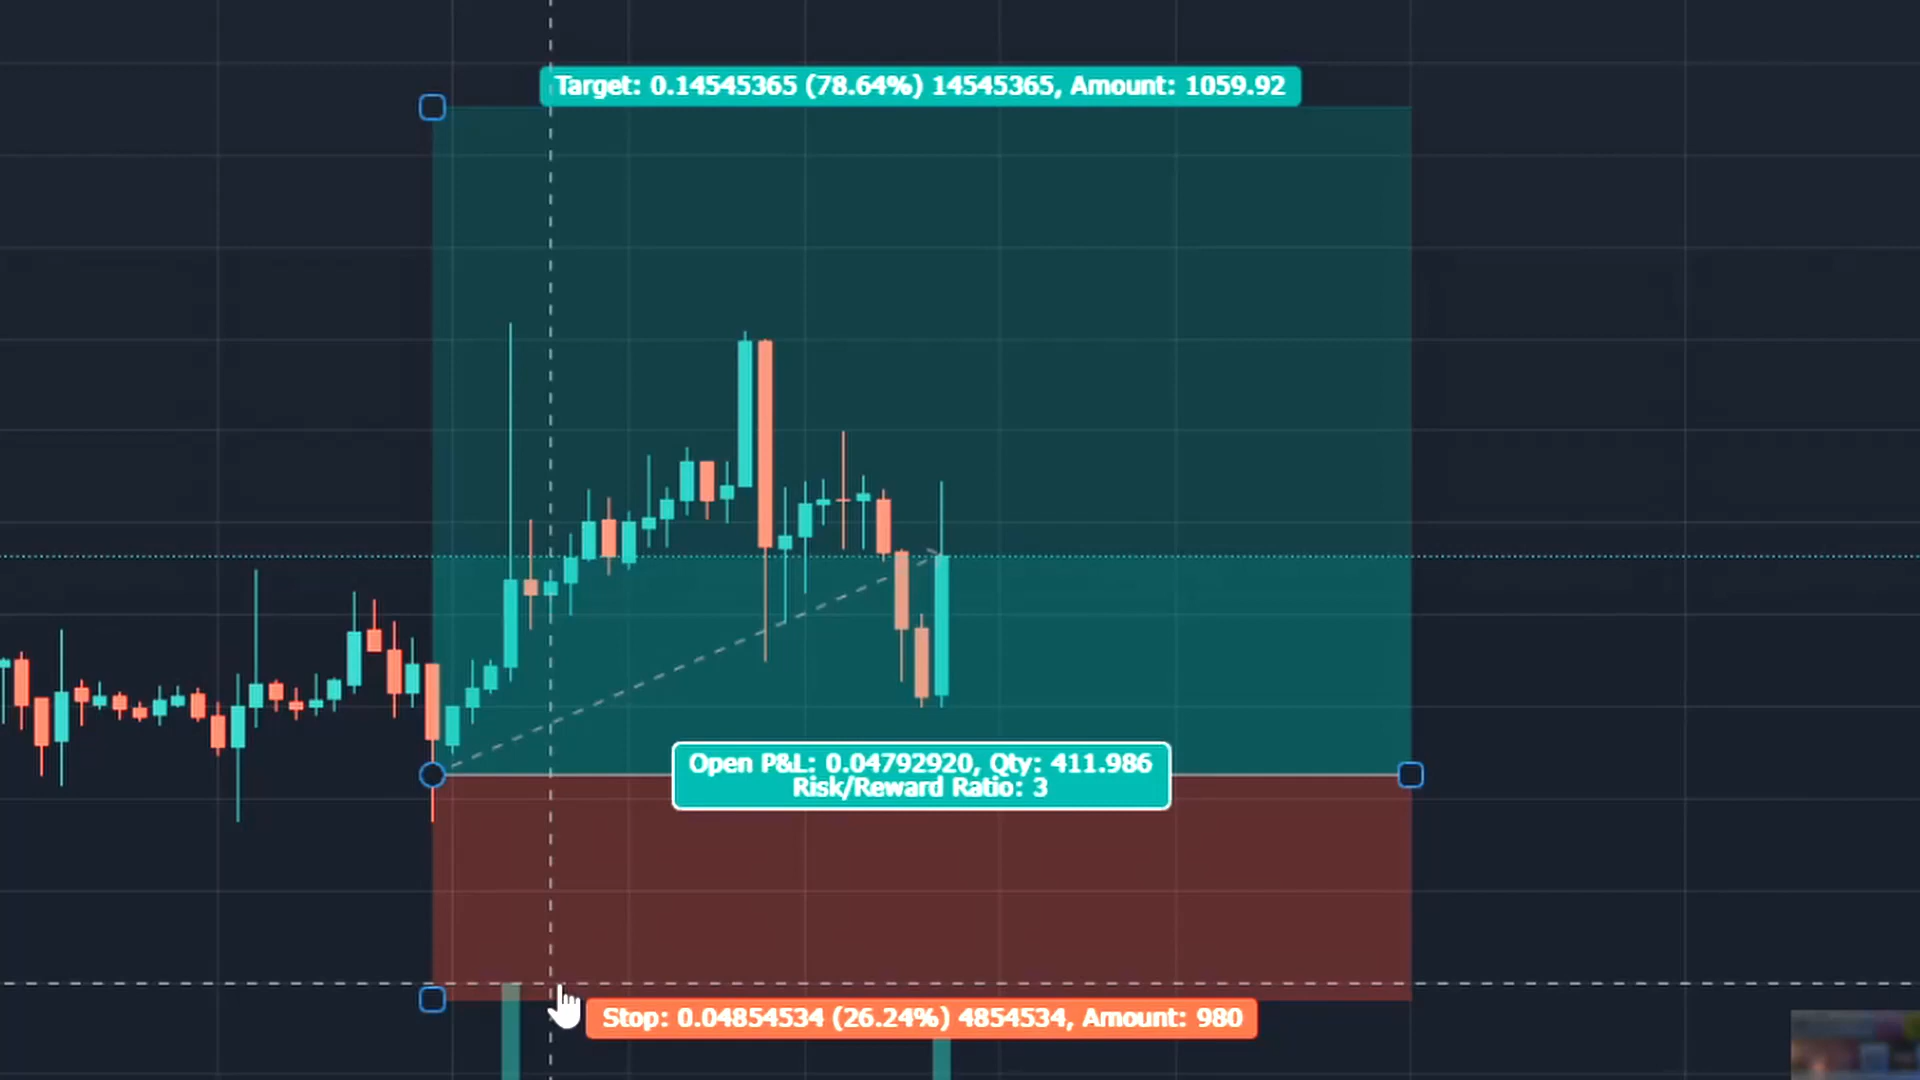 Target: 0.14545365 (78.64%) 14545365, Amount: 1059.92
Open P&L: 0.04792920, Qty: 411.986
Risk/Reward Ratio: 3
Stop: 0.04854534 (26.24%) 4854534, Amount: 980